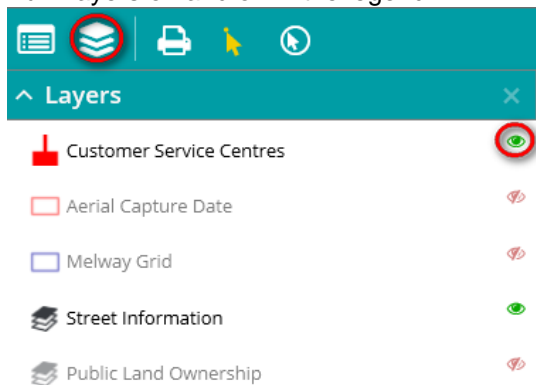 Layers
Customer Service Centres
Aerial Capture Date
Melway Grid
Street Information
Public Land Ownership